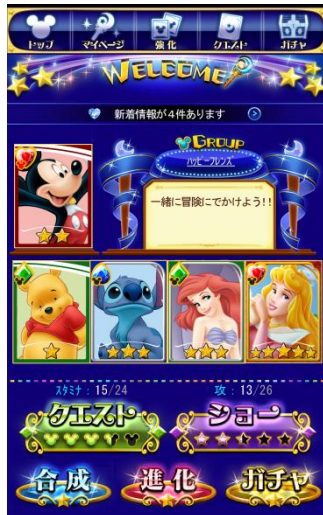 トップ
マイページ
強化
クエスト
ガチャ
WELCOME
新着情報が4件あります
GROUP
ハッピーフレンズ
一緒に冒険にでかけよう!!
スタミナ：15/24
攻：13/26
クエスト
ショー
合成
進化
ガチャ